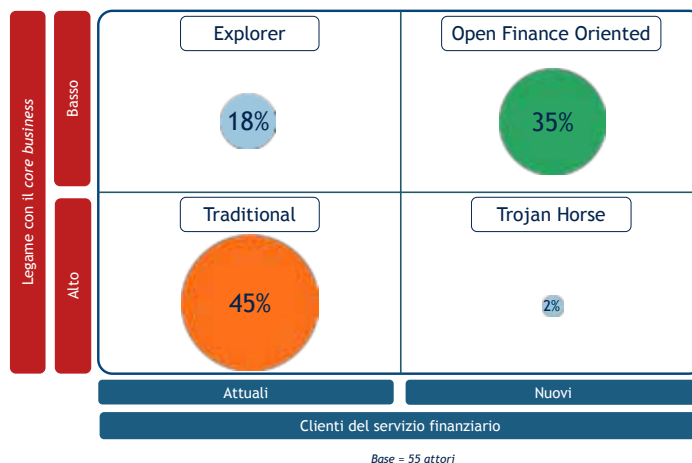 Explorer
Open Finance Oriented
18%
35%
Legame con il core business
Basso
Traditional
Trojan Horse
45%
2%
Alto
Attuali
Nuovi
Clienti del servizio finanziario
Base = 55 attori